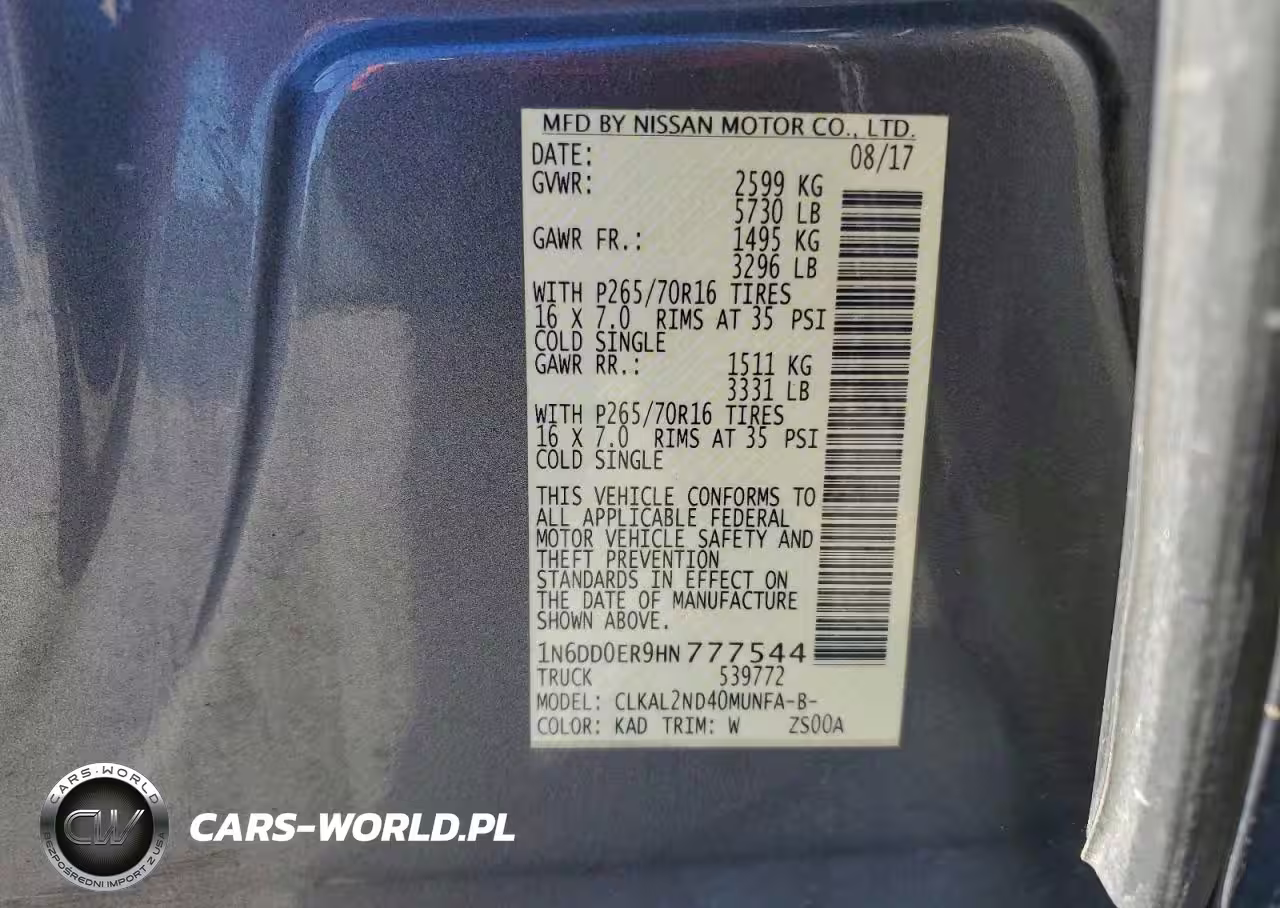 MFD BY NISSAN MOTOR CO., LTD.
DATE: 08/17
GVWR: 2599 KG
5730 LB
GAWR FR.: 1495 KG
3296 LB
WITH P265/70R16 TIRES
16 X 7.0 RIMS AT 35 PSI
COLD SINGLE
GAWR RR.: 1511 KG
3331 LB
WITH P265/70R16 TIRES
16 X 7.0 RIMS AT 35 PSI
COLD SINGLE
THIS VEHICLE CONFORMS TO
ALL APPLICABLE FEDERAL
MOTOR VEHICLE SAFETY AND
THEFT PREVENTION
STANDARDS IN EFFECT ON
THE DATE OF MANUFACTURE
SHOWN ABOVE.
1N6DD0ER9HN777544
TRUCK 539772
MODEL: CLKAL2ND40MUNFA-B-
COLOR: KAD TRIM: W ZS00A
CARS-WORLD
CW
BEZPOŚREDNI IMPORT Z USA
CARS-WORLD.PL